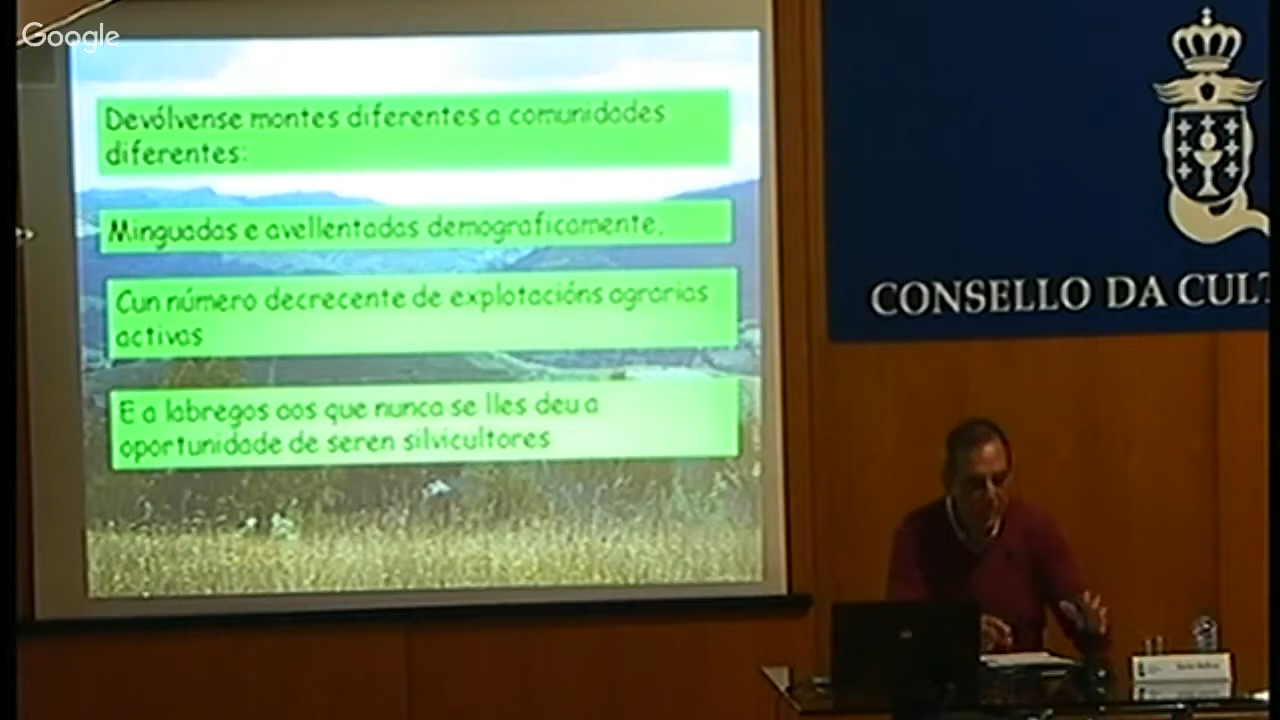 Google
Devólvense montes diferentes a comunidades
diferentes:
Minguadas e avellentadas demograficamente.
Cun número decrecente de explotacións agrarias
activas
E a labregos aos que nunca se lles deu a
oportunidade de seren silvicultores
CONSELLO DA CULT